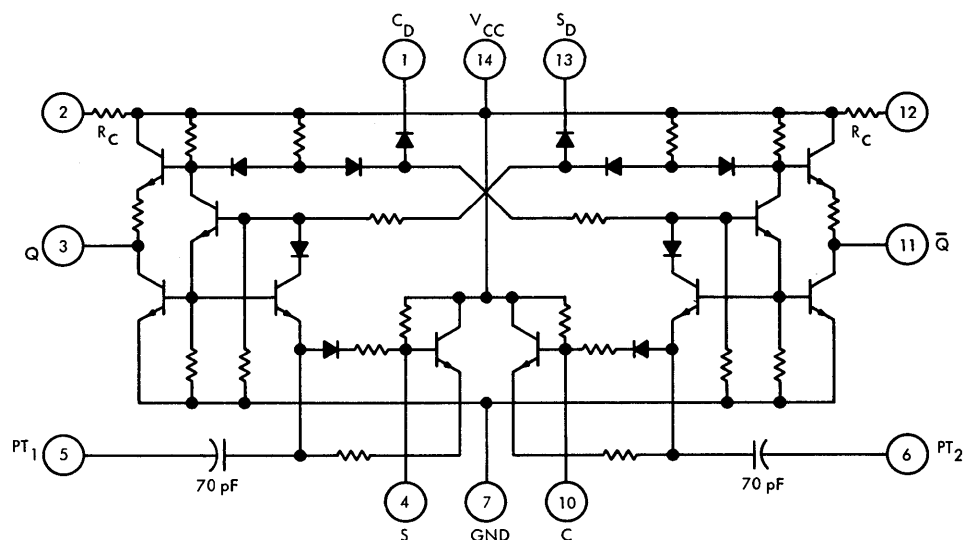 C_D V_CC S_D
1 14 13
2 12
R_C R_C
Q 3 11 Q̅
PT_1 5 6 PT_2
70 pF 70 pF
4 7 10
S GND C